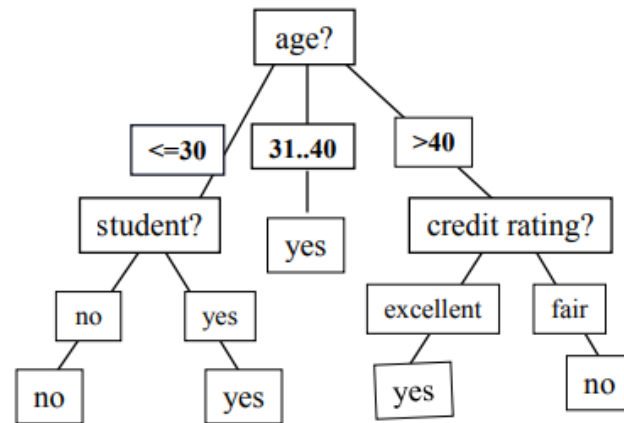 age?
<=30
31..40
>40
student?
yes
credit rating?
no
yes
excellent
fair
no
yes
yes
no